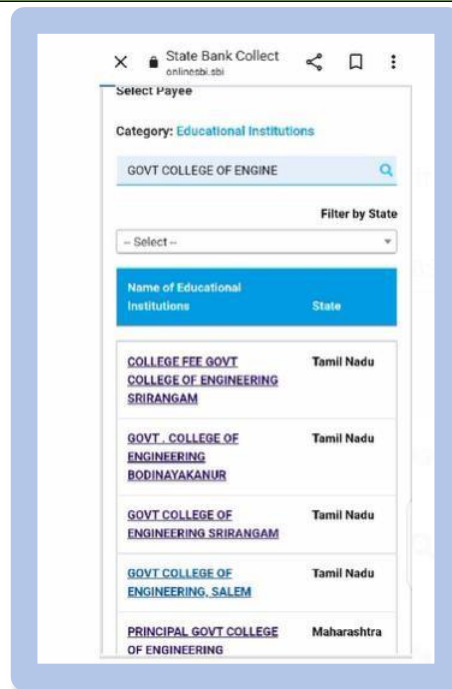 State Bank Collect
onlinesbi.sbi
Select Payee
Category: Educational Institutions
GOVT COLLEGE OF ENGINE
Filter by State
-- Select --
Name of Educational
Institutions State
COLLEGE FEE GOVT Tamil Nadu
COLLEGE OF ENGINEERING
SRIRANGAM
GOVT . COLLEGE OF Tamil Nadu
ENGINEERING
BODINAYAKANUR
GOVT COLLEGE OF Tamil Nadu
ENGINEERING SRIRANGAM
GOVT COLLEGE OF Tamil Nadu
ENGINEERING, SALEM
PRINCIPAL GOVT COLLEGE Maharashtra
OF ENGINEERING